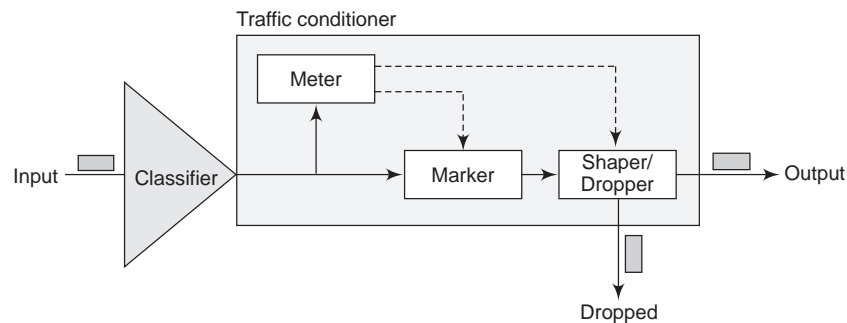 Traffic conditioner
Meter
Input
Classifier
Marker
Shaper/
Dropper
Output
Dropped